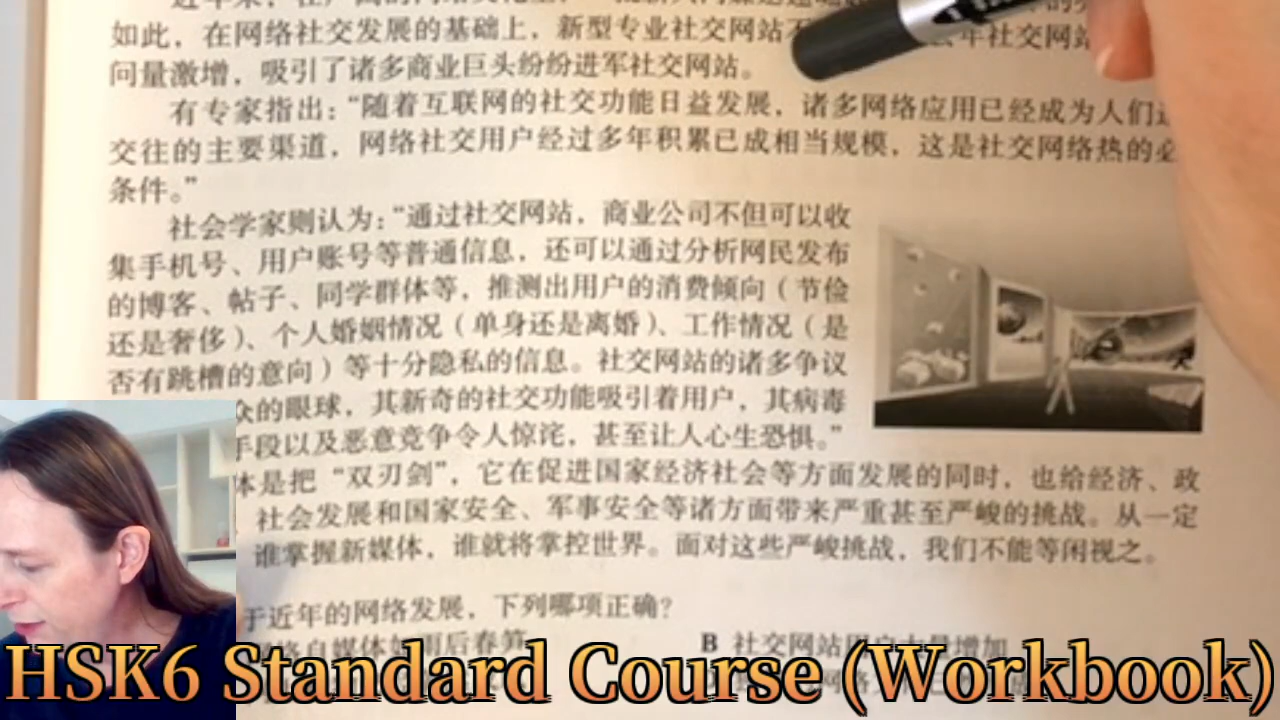 如此，在网络社交发展的基础上，新型专业社交网站不 年社交网站
问量激增，吸引了诸多商业巨头纷纷进军社交网站。
有专家指出：“随着互联网的社交功能日益发展，诸多网络应用已经成为人们
交往的主要渠道，网络社交用户经过多年积累已成相当规模，这是社交网络热的必
条件。”
社会学家则认为：“通过社交网站，商业公司不但可以收
集手机号、用户账号等普通信息，还可以通过分析网民发布
的博客、帖子、同学群体等，推测出用户的消费倾向（节俭
还是奢侈）、个人婚姻情况（单身还是离婚）、工作情况（是
否有跳槽的意向）等十分隐私的信息。社交网站的诸多争议
众的眼球，其新奇的社交功能吸引着用户，其病毒
手段以及恶意竞争令人惊诧，甚至让人心生恐惧。”
体是把“双刃剑”，它在促进国家经济社会等方面发展的同时，也给经济、政
社会发展和国家安全、军事安全等诸方面带来严重甚至严峻的挑战。从一定
谁掌握新媒体，谁就将掌控世界。面对这些严峻挑战，我们不能等闲视之。
于近年的网络发展，下列哪项正确？
B 社交网站用户大量增加
HSK6 Standard Course (Workbook)